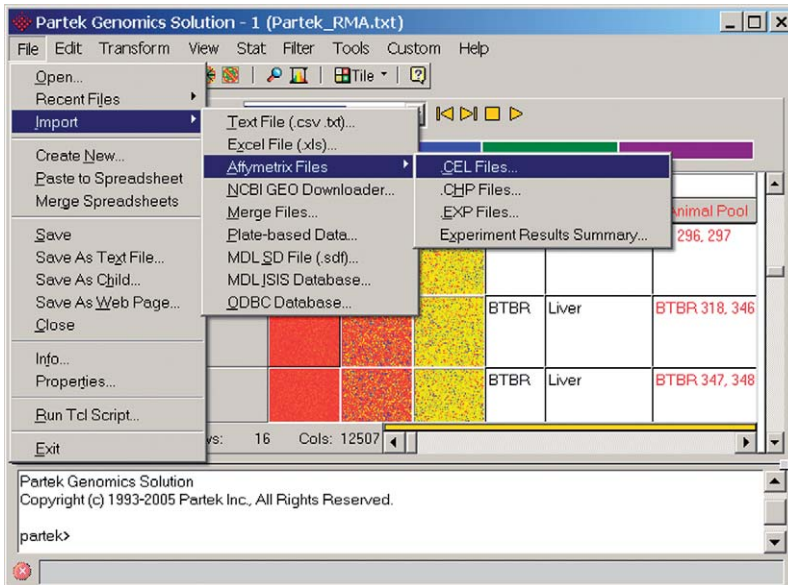 Partek Genomics Solution - 1 (Partek_RMA.txt)
File Edit Transform View Stat Filter Tools Custom Help
Tile
Open...
Recent Files
Import
Create New...
Paste to Spreadsheet
Merge Spreadsheets
Save
Save As Text File...
Save As Child...
Save As Web Page...
Close
Info...
Properties...
Run Tcl Script...
Exit
Text File (.csv .txt)...
Excel File (.xls)...
Affymetrix Files
NCBI GEO Downloader...
Merge Files...
Plate-based Data...
MDL SD File (.sdf)...
MDL ISIS Database...
ODBC Database...
.CEL Files...
.CHP Files...
.EXP Files...
Experiment Results Summary...
Animal Pool
296, 297
BTBR Liver BTBR 318, 346
BTBR Liver BTBR 347, 348
16 Cols: 12507
Partek Genomics Solution
Copyright (c) 1993-2005 Partek Inc., All Rights Reserved.
partek>